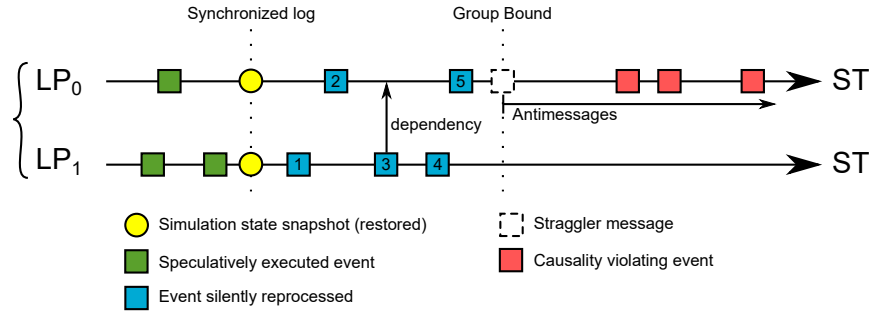 Synchronized log
Group Bound
LP0
2
5
ST
dependency
Antimessages
LP1
1
3
4
ST
Simulation state snapshot (restored)
Straggler message
Speculatively executed event
Causality violating event
Event silently reprocessed